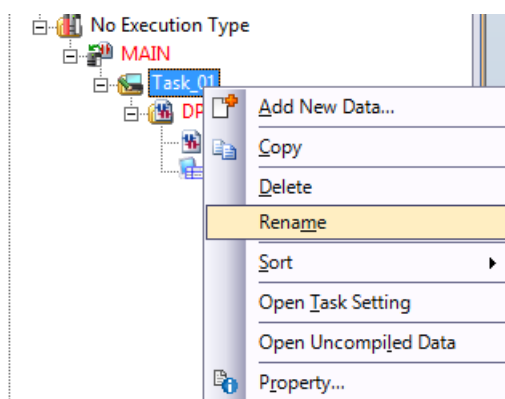 No Execution Type
MAIN
Task_01
DP
Add New Data...
Copy
Delete
Rename
Sort
Open Task Setting
Open Uncompiled Data
Property...